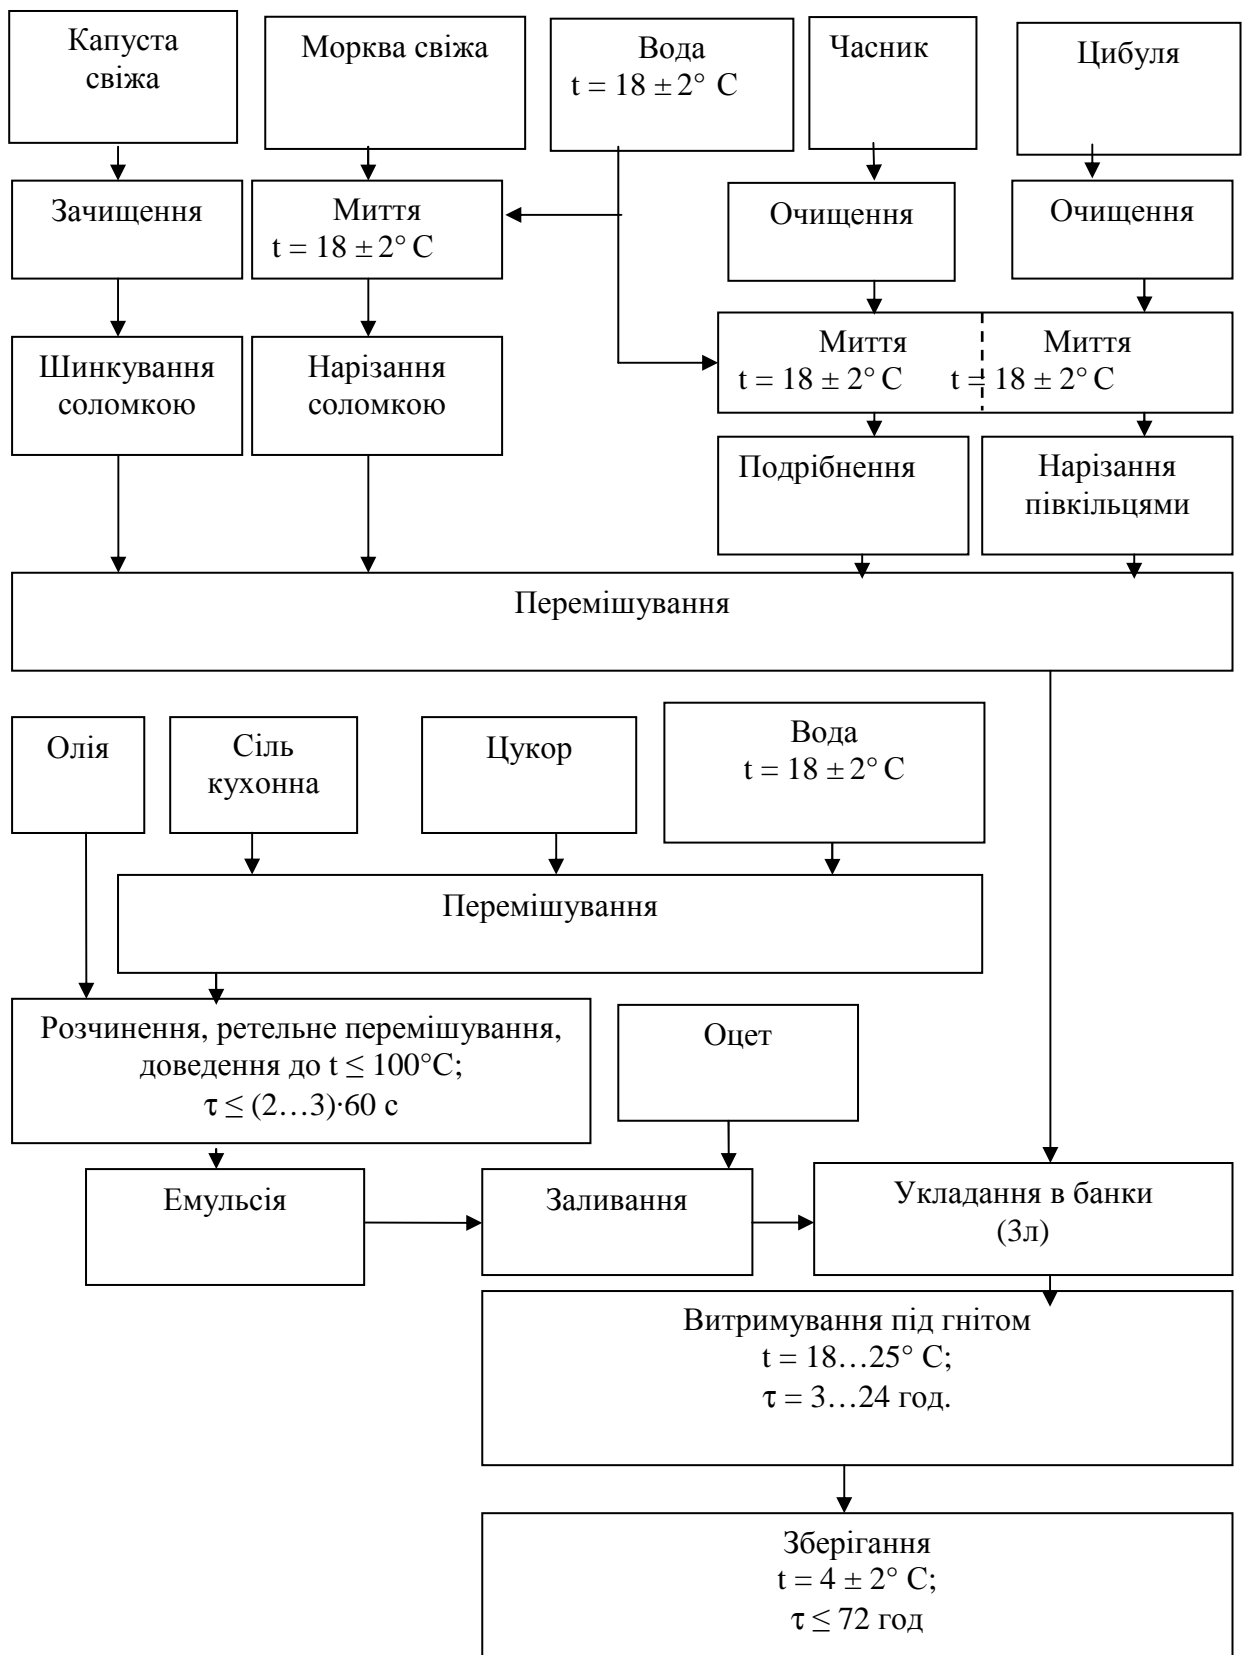 Капуста
свіжа
Морква свіжа
Вода
t = 18 ± 2° С
Часник
Цибуля
Зачищення
Миття
t = 18 ± 2° С
Очищення
Очищення
Шинкування
соломкою
Нарізання
соломкою
Миття
t = 18 ± 2° С
Миття
t = 18 ± 2° С
Подрібнення
Нарізання
півкільцями
Перемішування
Олія
Сіль
кухонна
Цукор
Вода
t = 18 ± 2° С
Перемішування
Розчинення, ретельне перемішування,
доведення до t ≤ 100°С;
τ ≤ (2…3)·60 с
Оцет
Емульсія
Заливання
Укладання в банки
(3л)
Витримування під гнітом
t = 18…25° С;
τ = 3…24 год.
Зберігання
t = 4 ± 2° С;
τ ≤ 72 год